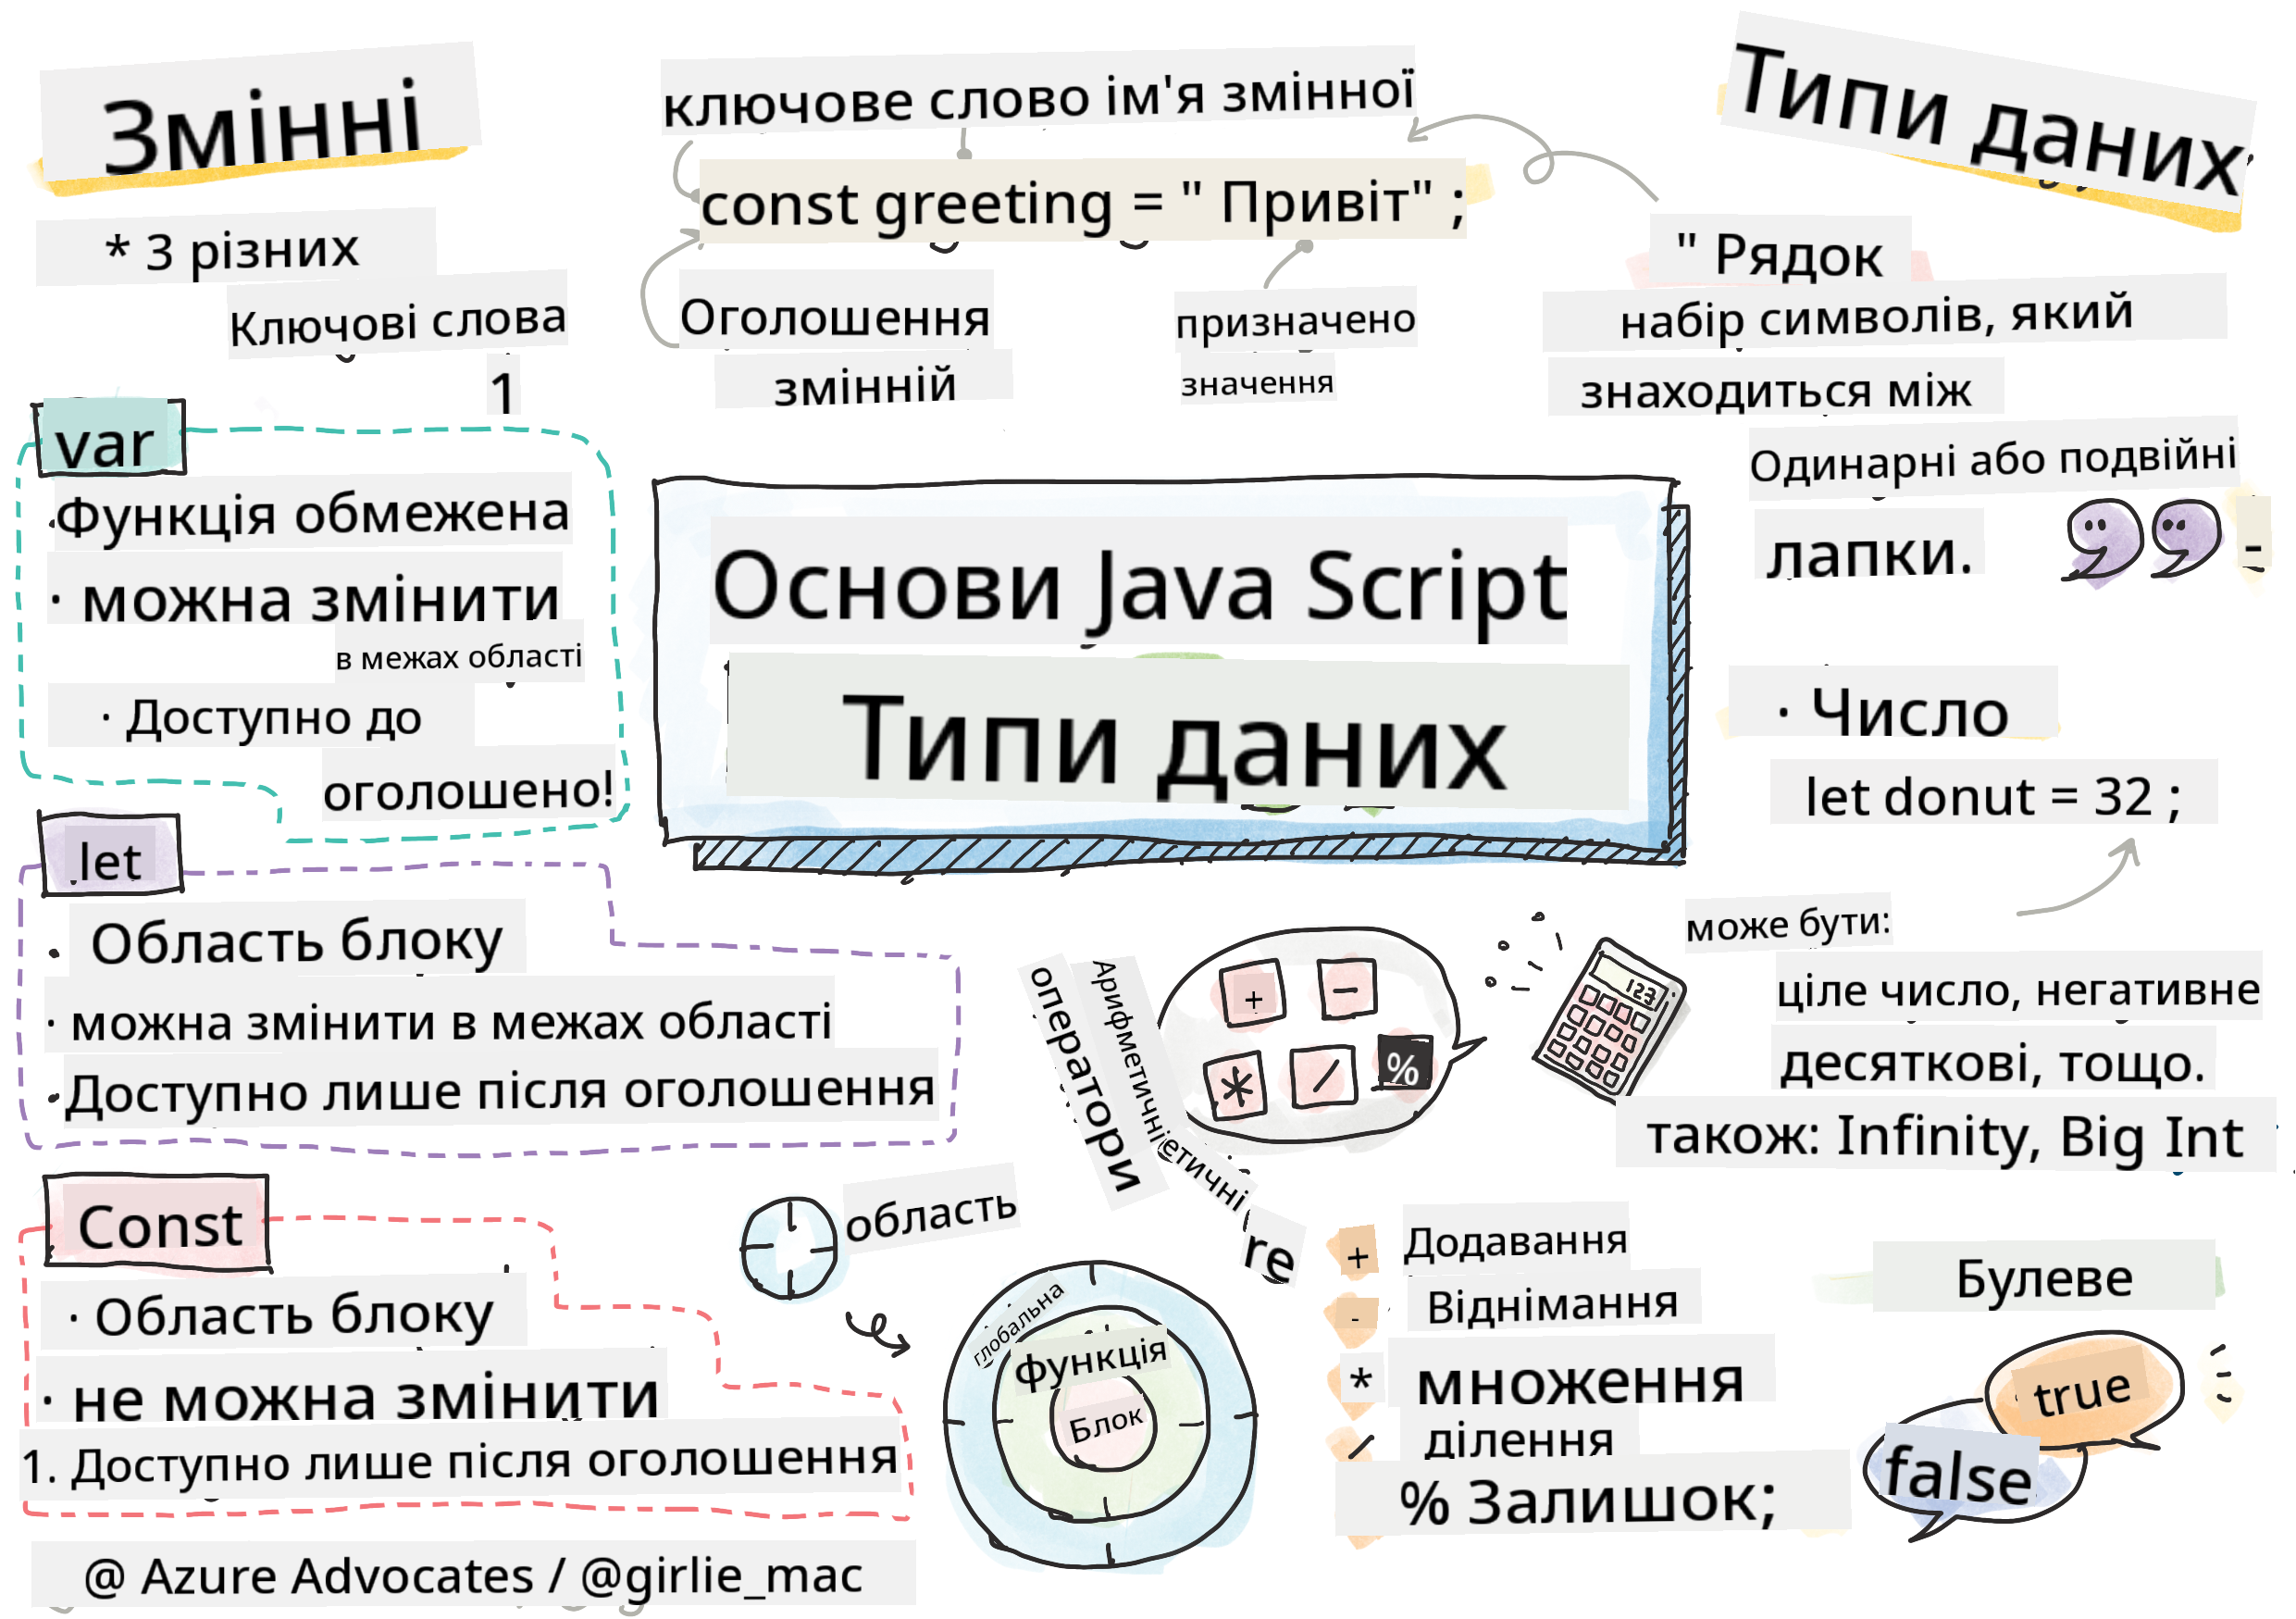 Змінні
* 3 різних
Ключові слова
1
var
Функція обмежена
· можна змінити
в межах області
· Доступно до
оголошено!
let
Область блоку
· можна змінити в межах області
Доступно лише після оголошення
Const
· Область блоку
· не можна змінити
1. Доступно лише після оголошення
@ Azure Advocates / @girlie_mac
ключове слово ім'я змінної
const greeting = " Привіт" ;
Оголошення
змінній
призначено
значення
Основи Java Script
Типи даних
оператори
Арифметичні
етичні
re
+
−
*
/
%
123
область
глобальна
функція
Блок
+ Додавання
- Віднімання
* множення
/ ділення
% Залишок;
Типи даних
" Рядок
набір символів, який
знаходиться між
Одинарні або подвійні
лапки.
-
· Число
let donut = 32 ;
може бути:
ціле число, негативне
десяткові, тощо.
також: Infinity, Big Int
Булеве
true
false